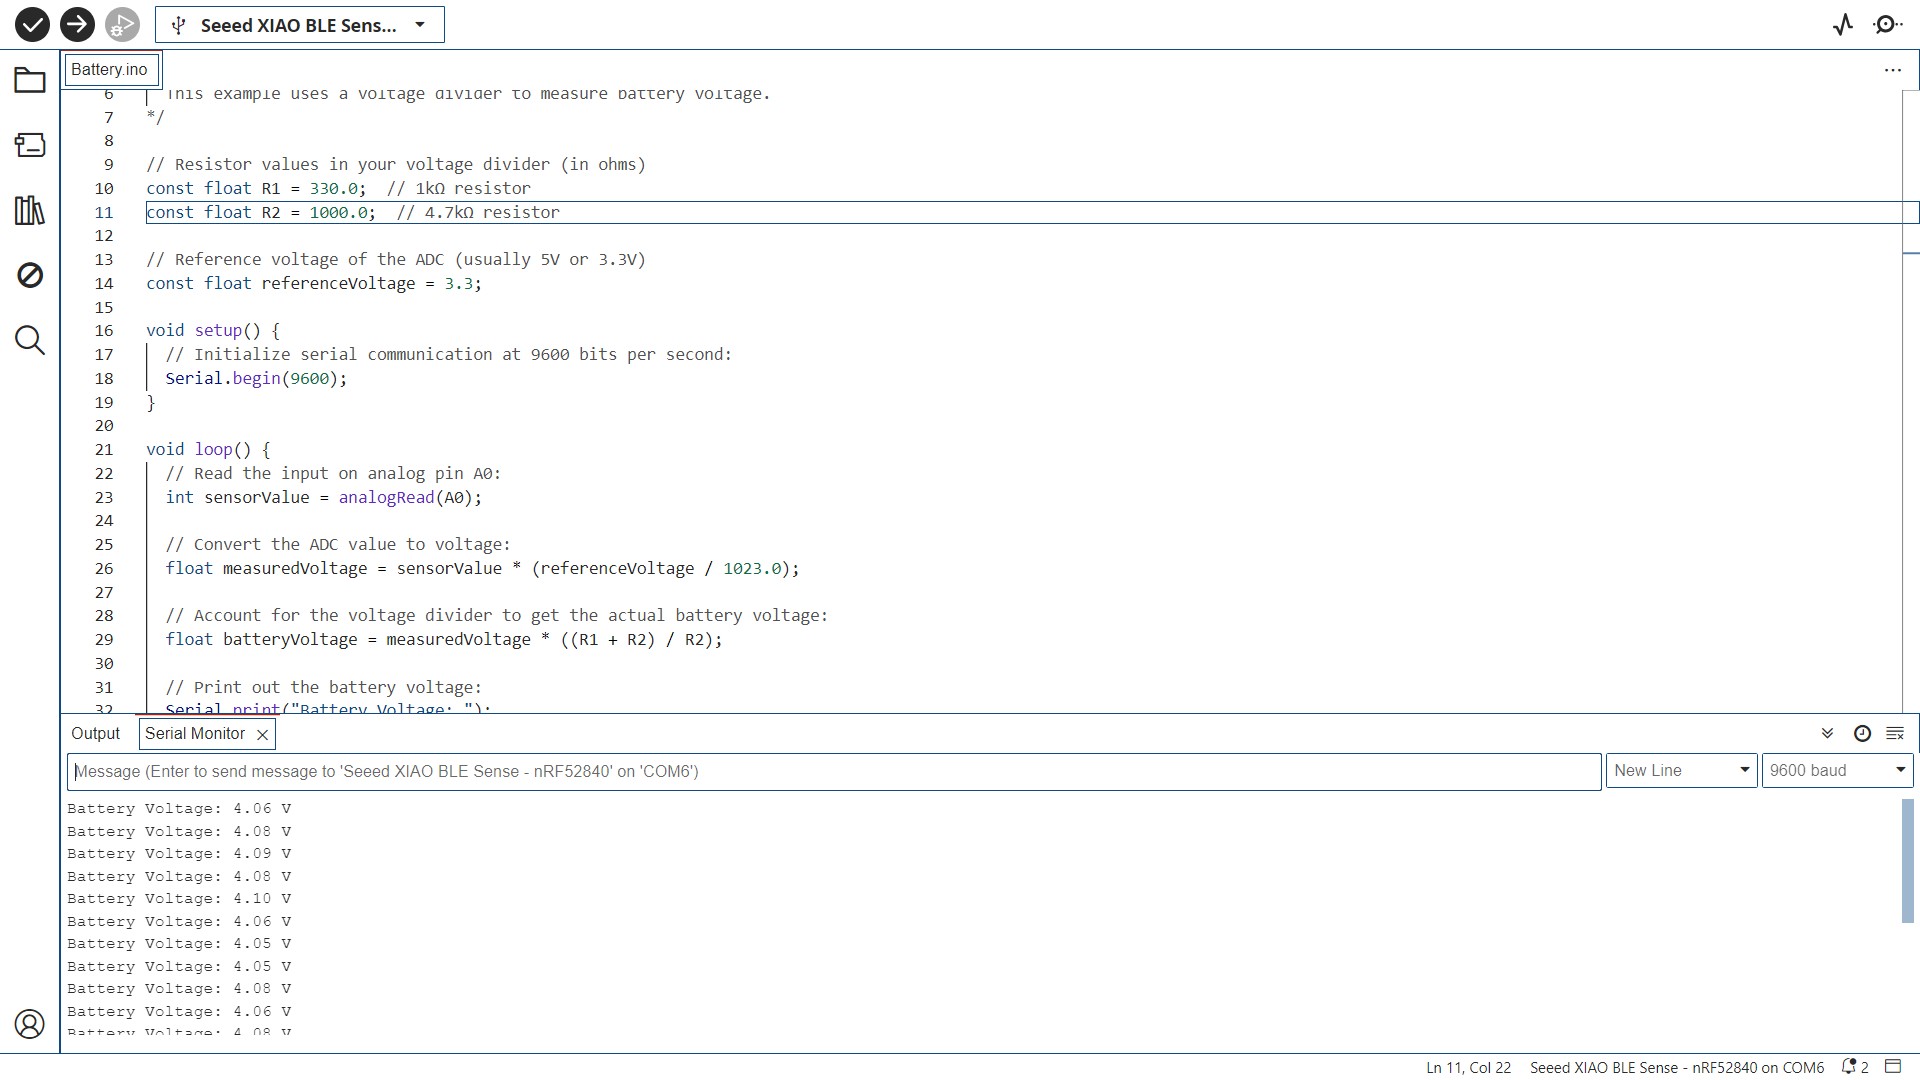 Seeed XIAO BLE Sens...
Battery.ino
6 This example uses a voltage divider to measure battery voltage.
7 */
8
9 // Resistor values in your voltage divider (in ohms)
10 const float R1 = 330.0;  // 1kΩ resistor
11 const float R2 = 1000.0;  // 4.7kΩ resistor
12
13 // Reference voltage of the ADC (usually 5V or 3.3V)
14 const float referenceVoltage = 3.3;
15
16 void setup() {
17   // Initialize serial communication at 9600 bits per second:
18   Serial.begin(9600);
19 }
20
21 void loop() {
22   // Read the input on analog pin A0:
23   int sensorValue = analogRead(A0);
24
25   // Convert the ADC value to voltage:
26   float measuredVoltage = sensorValue * (referenceVoltage / 1023.0);
27
28   // Account for the voltage divider to get the actual battery voltage:
29   float batteryVoltage = measuredVoltage * ((R1 + R2) / R2);
30
31   // Print out the battery voltage:
32   Serial.print("Battery Voltage: ");
Output Serial Monitor
Message (Enter to send message to 'Seeed XIAO BLE Sense - nRF52840' on 'COM6') New Line 9600 baud
Battery Voltage: 4.06 V
Battery Voltage: 4.08 V
Battery Voltage: 4.09 V
Battery Voltage: 4.08 V
Battery Voltage: 4.10 V
Battery Voltage: 4.06 V
Battery Voltage: 4.05 V
Battery Voltage: 4.05 V
Battery Voltage: 4.08 V
Battery Voltage: 4.06 V
Battery Voltage: 4.08 V
Ln 11, Col 22 Seeed XIAO BLE Sense - nRF52840 on COM6 2